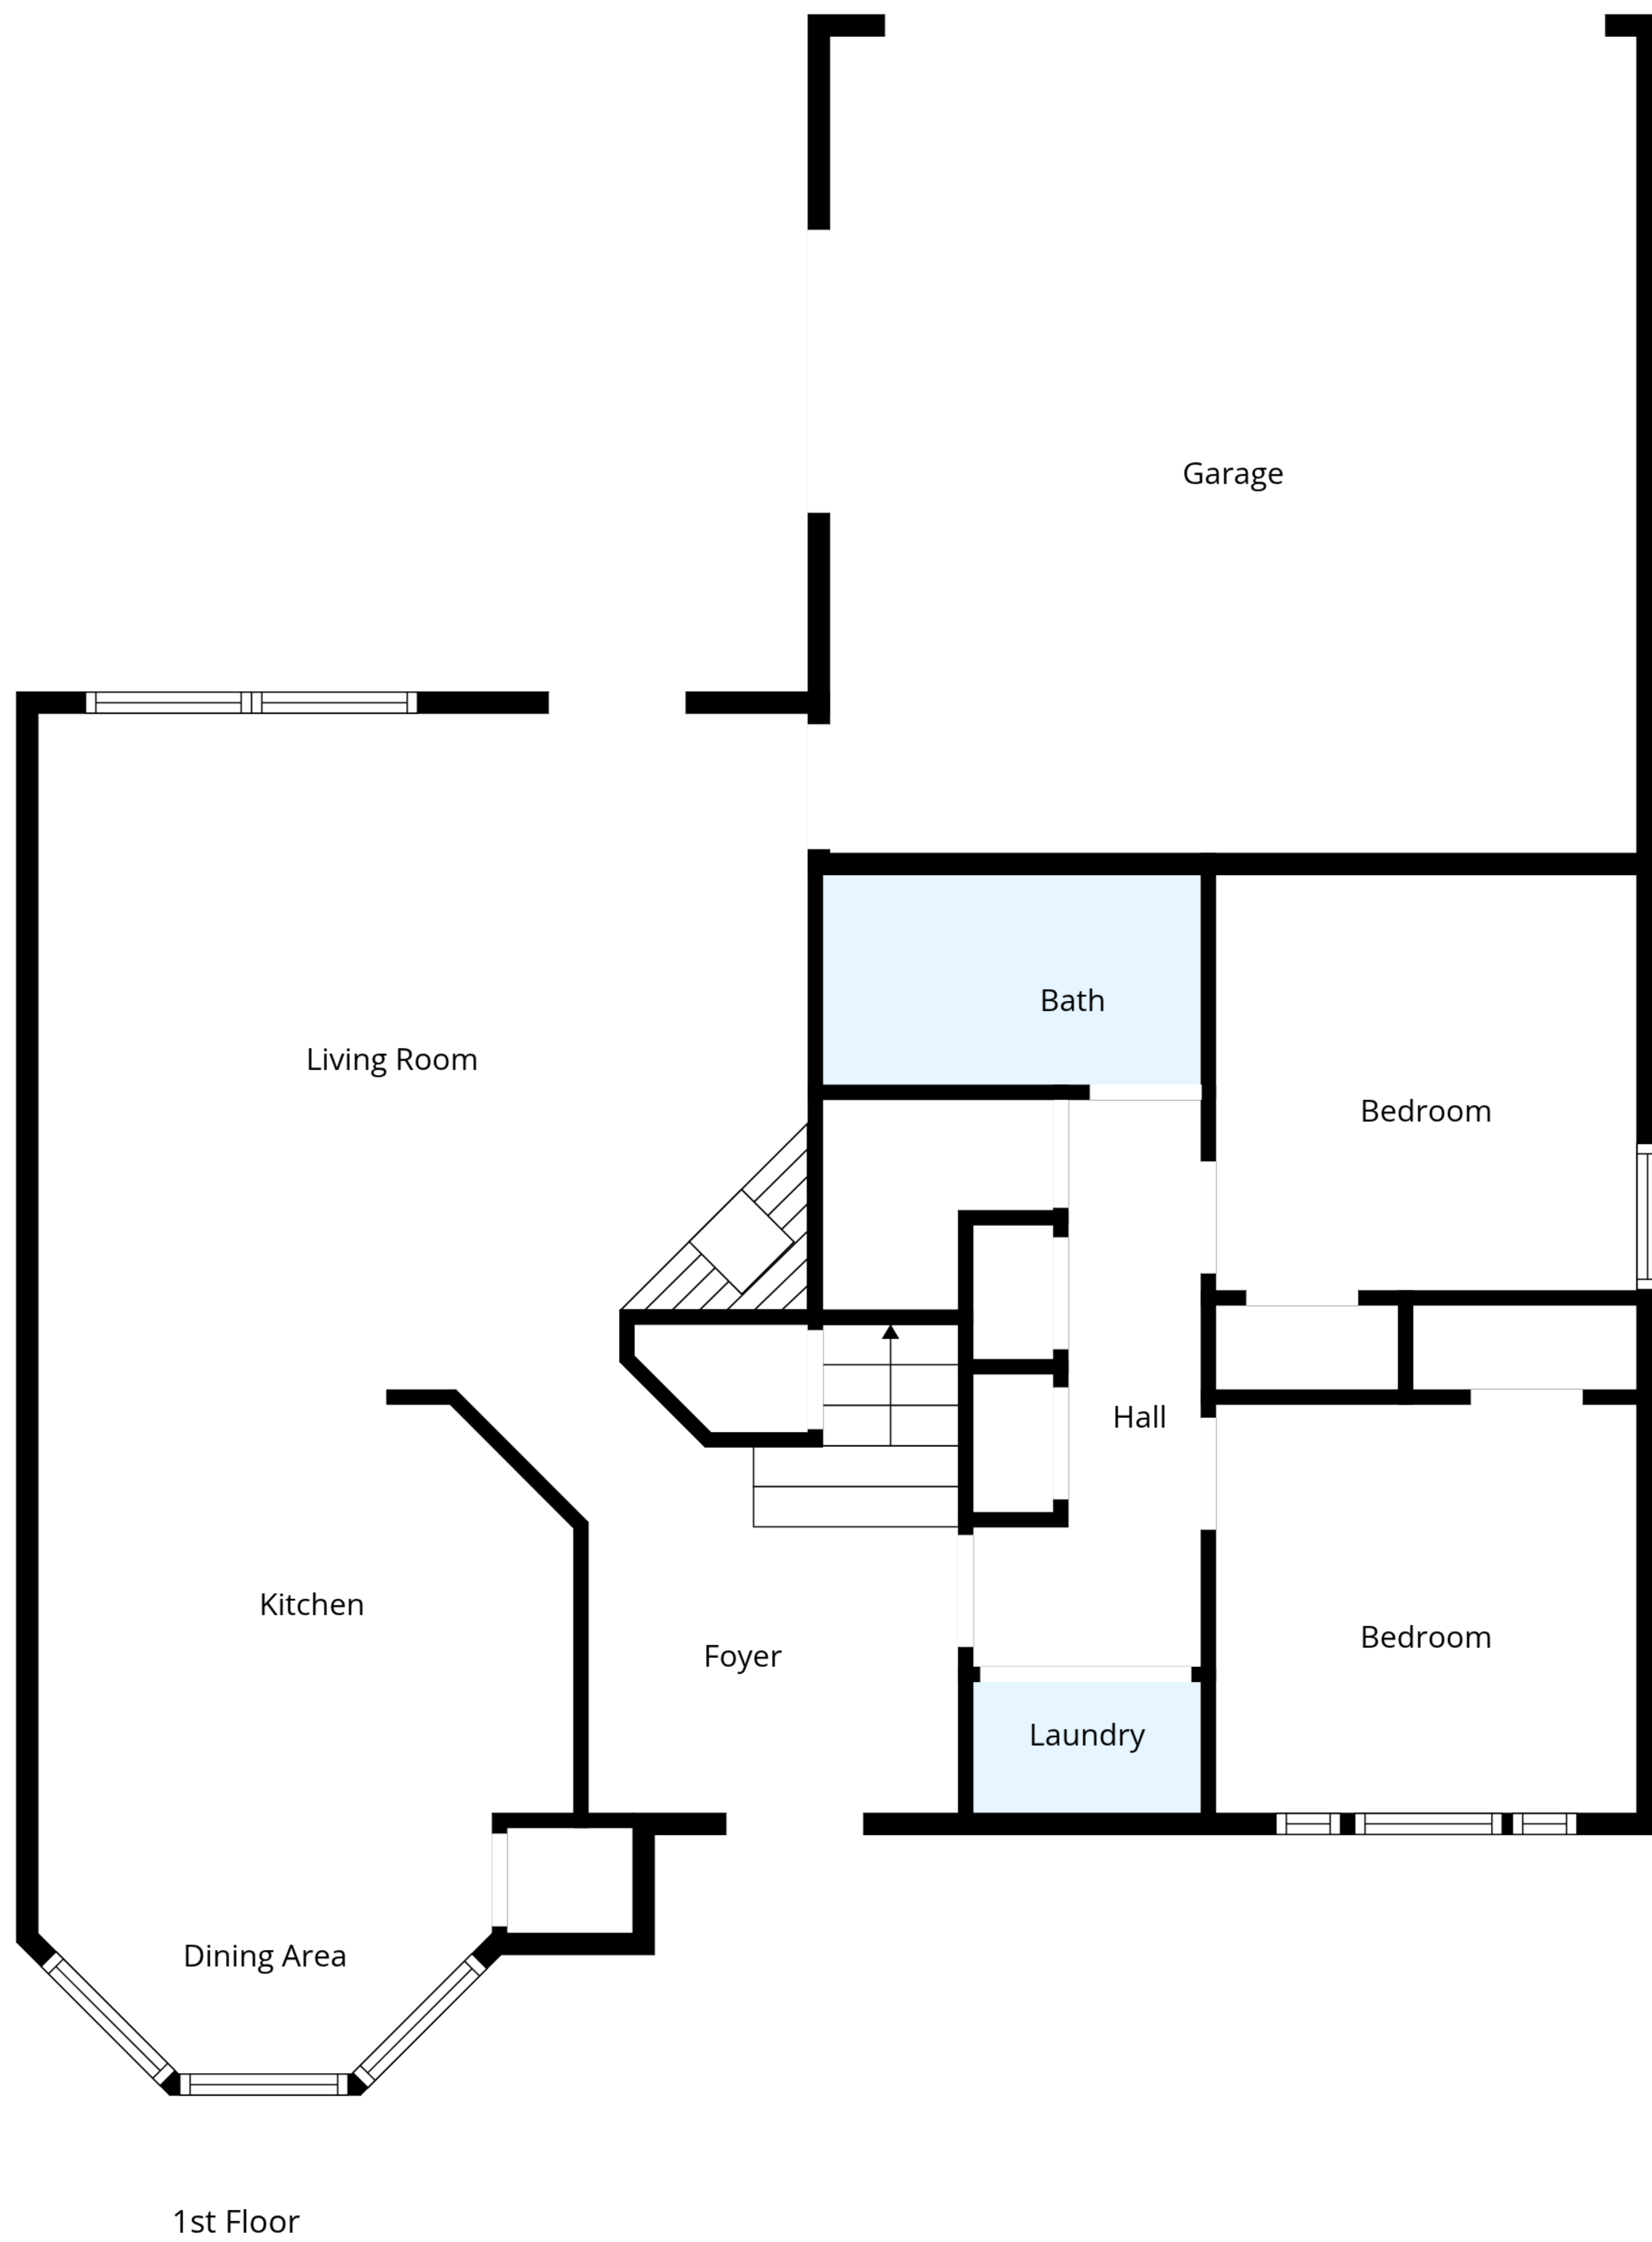 Garage
Bath
Living Room
Bedroom
Hall
Kitchen
Bedroom
Foyer
Laundry
Dining Area
1st Floor